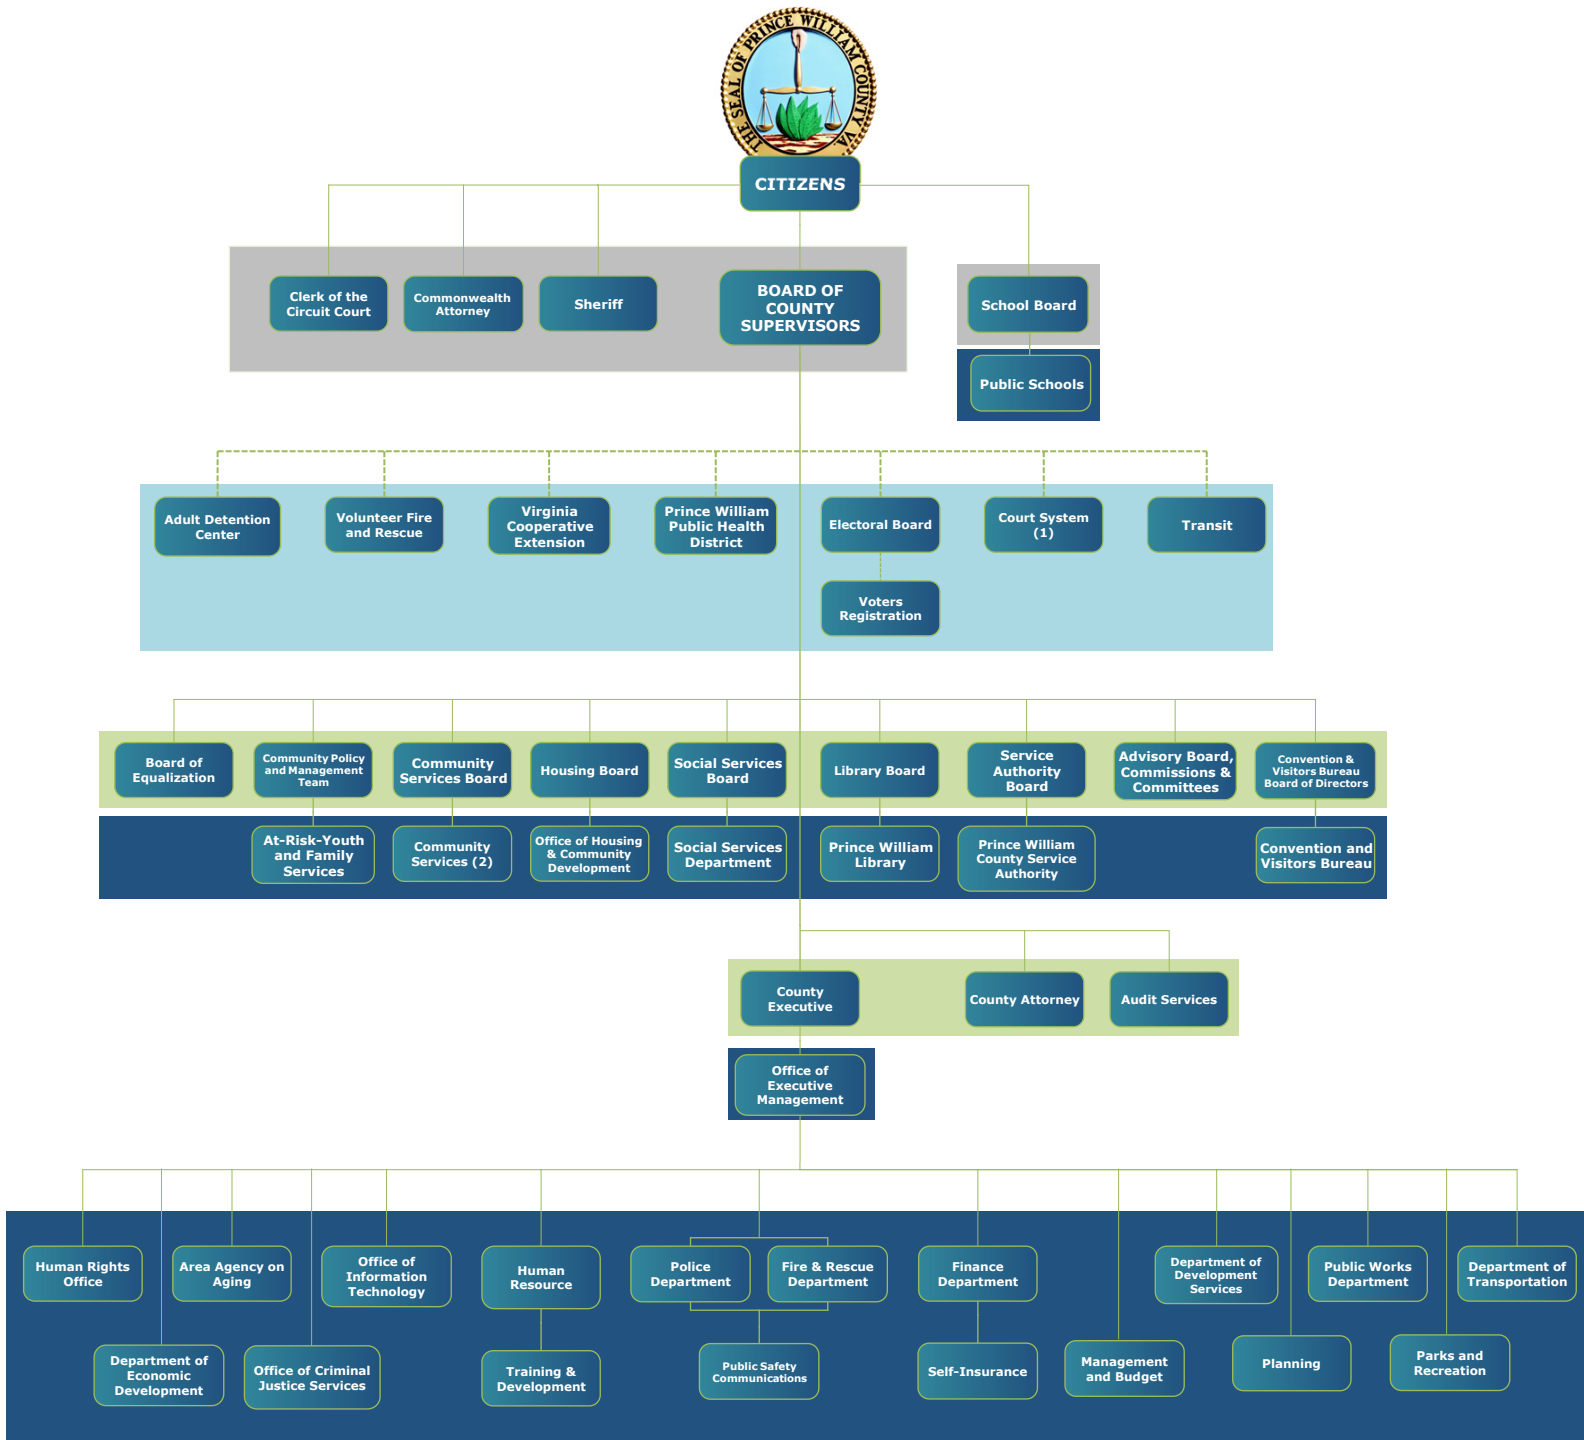 THE SEAL OF PRINCE WILLIAM COUNTY VA.
CITIZENS
Clerk of the
Circuit Court
Commonwealth
Attorney
Sheriff
BOARD OF
COUNTY
SUPERVISORS
School Board
Public Schools
Adult Detention
Center
Volunteer Fire
and Rescue
Virginia
Cooperative
Extension
Prince William
Public Health
District
Electoral Board
Court System
(1)
Transit
Voters
Registration
Board of
Equalization
Community Policy
and Management
Team
Community
Services Board
Housing Board
Social Services
Board
Library Board
Service
Authority
Board
Advisory Board,
Commissions &
Committees
Convention &
Visitors Bureau
Board of Directors
At-Risk-Youth
and Family
Services
Community
Services (2)
Office of Housing
& Community
Development
Social Services
Department
Prince William
Library
Prince William
County Service
Authority
Convention and
Visitors Bureau
County
Executive
County Attorney
Audit Services
Office of
Executive
Management
Human Rights
Office
Area Agency on
Aging
Office of
Information
Technology
Human
Resource
Police
Department
Fire & Rescue
Department
Finance
Department
Department of
Development
Services
Public Works
Department
Department of
Transportation
Department of
Economic
Development
Office of Criminal
Justice Services
Training &
Development
Public Safety
Communications
Self-Insurance
Management
and Budget
Planning
Parks and
Recreation